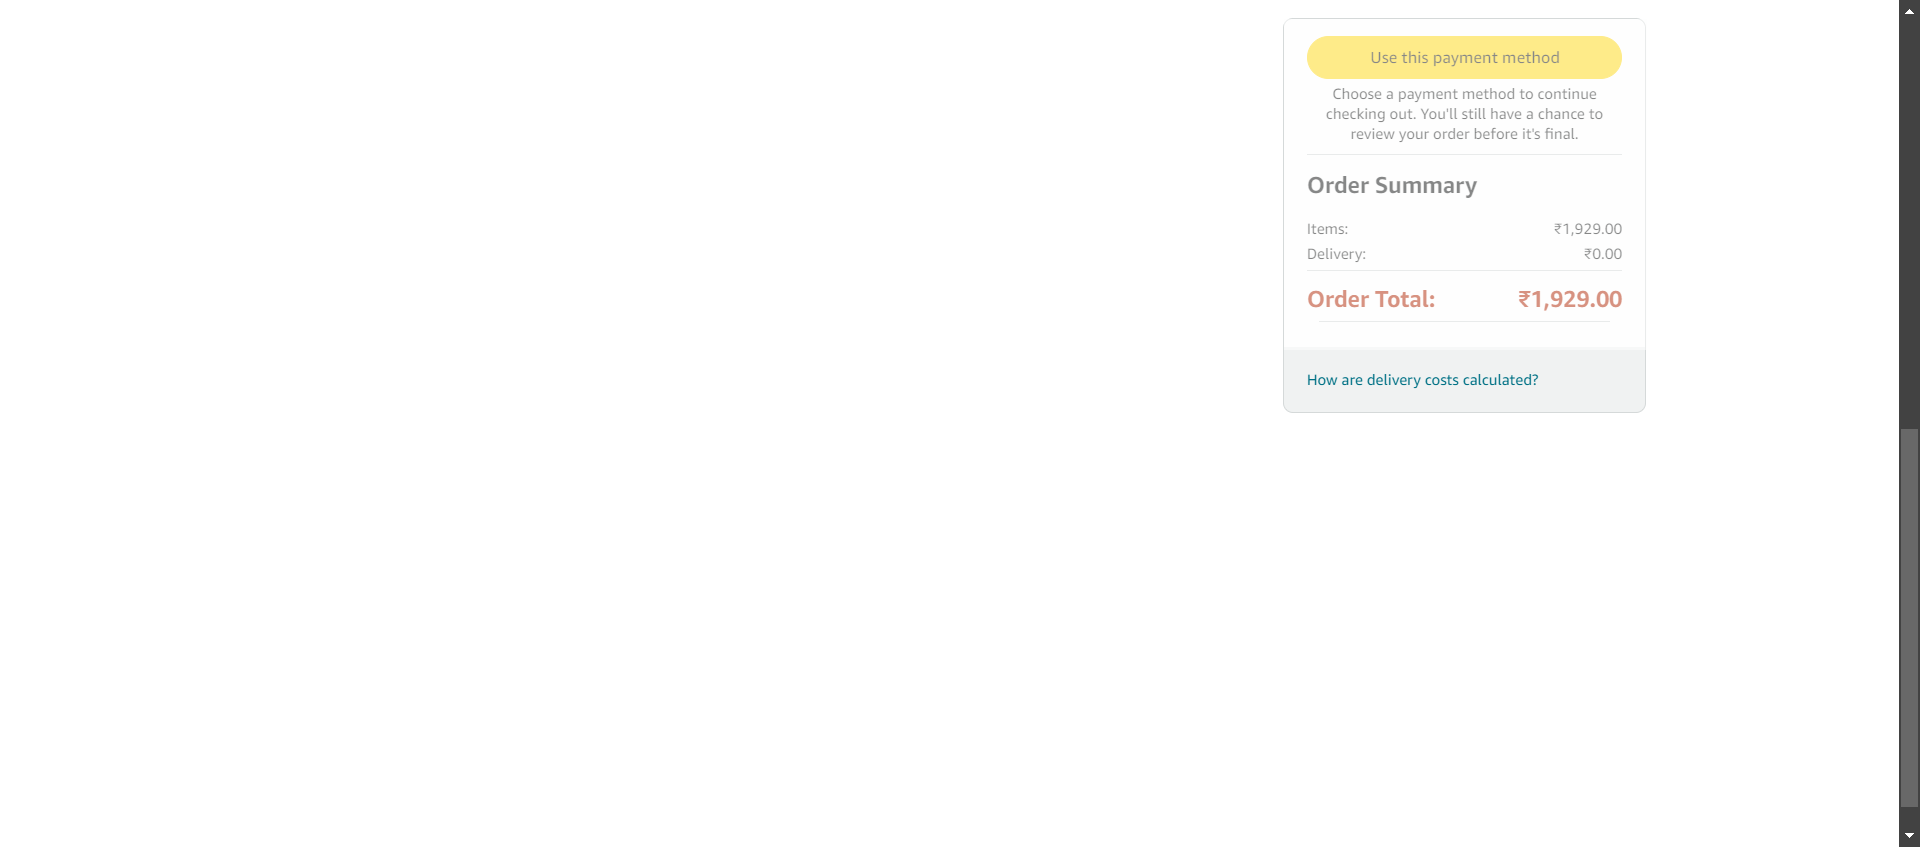 Use this payment method
Choose a payment method to continue
checking out. You'll still have a chance to
review your order before it's final.
Order Summary
Items: ₹1,929.00
Delivery: ₹0.00
Order Total: ₹1,929.00
How are delivery costs calculated?